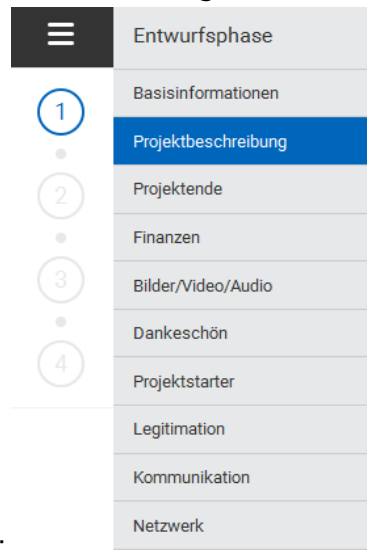 Entwurfsphase
1
2
3
4
Basisinformationen
Projektbeschreibung
Projektende
Finanzen
Bilder/Video/Audio
Dankeschön
Projektstarter
Legitimation
Kommunikation
Netzwerk
.